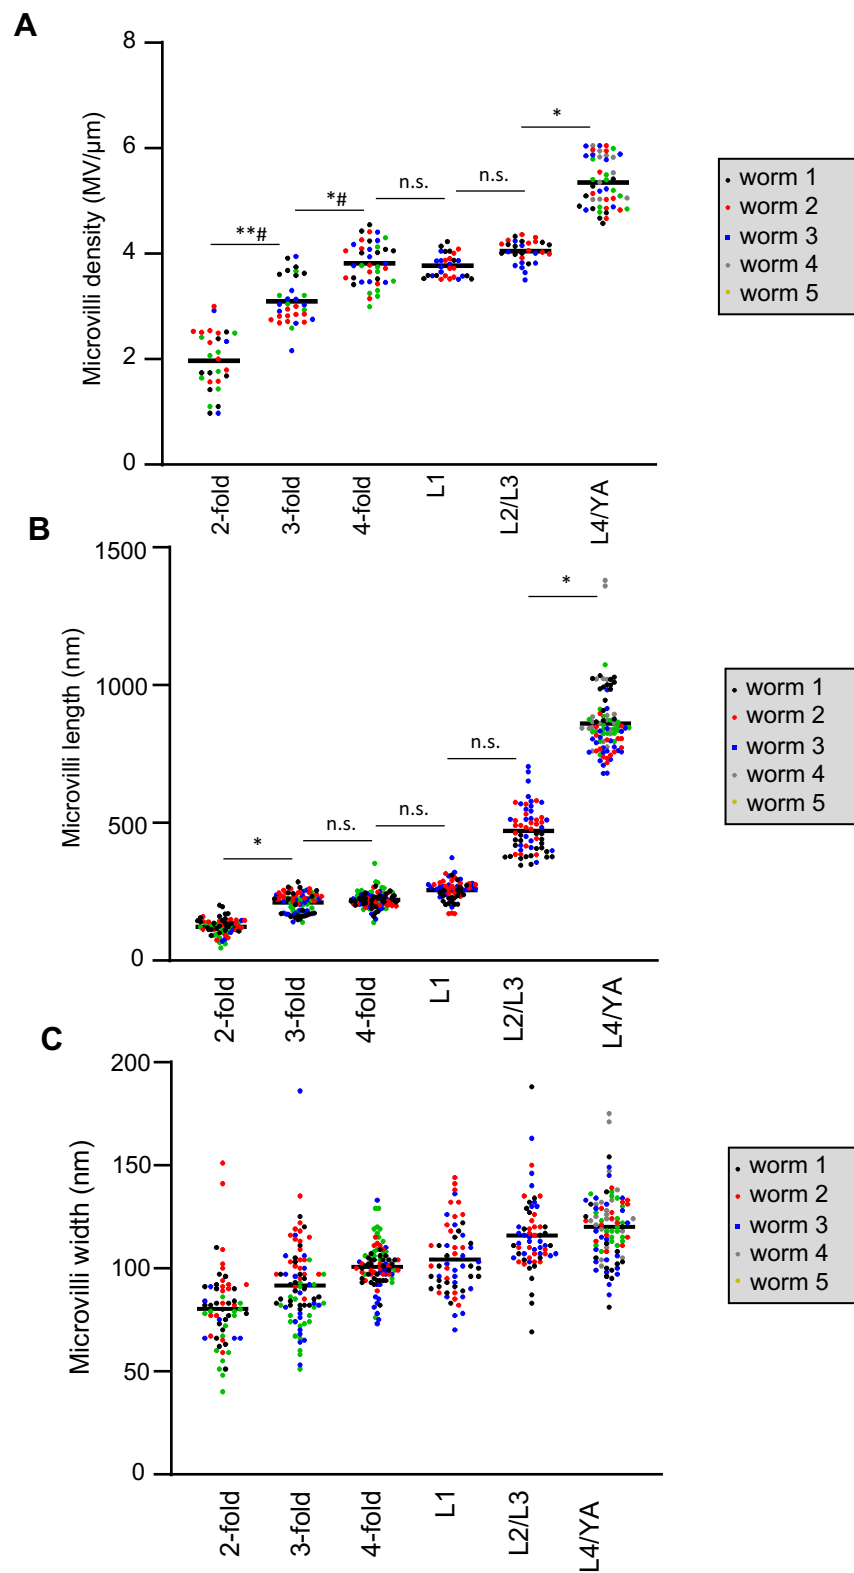 A
Microvilli density (MV/µm)
8
6
4
2
0
**#
*#
n.s.
n.s.
*
2-fold
3-fold
4-fold
L1
L2/L3
L4/YA
worm 1
worm 2
worm 3
worm 4
worm 5
B
Microvilli length (nm)
1500
1000
500
0
*
n.s.
n.s.
n.s.
*
2-fold
3-fold
4-fold
L1
L2/L3
L4/YA
worm 1
worm 2
worm 3
worm 4
worm 5
C
Microvilli width (nm)
200
150
100
50
0
2-fold
3-fold
4-fold
L1
L2/L3
L4/YA
worm 1
worm 2
worm 3
worm 4
worm 5